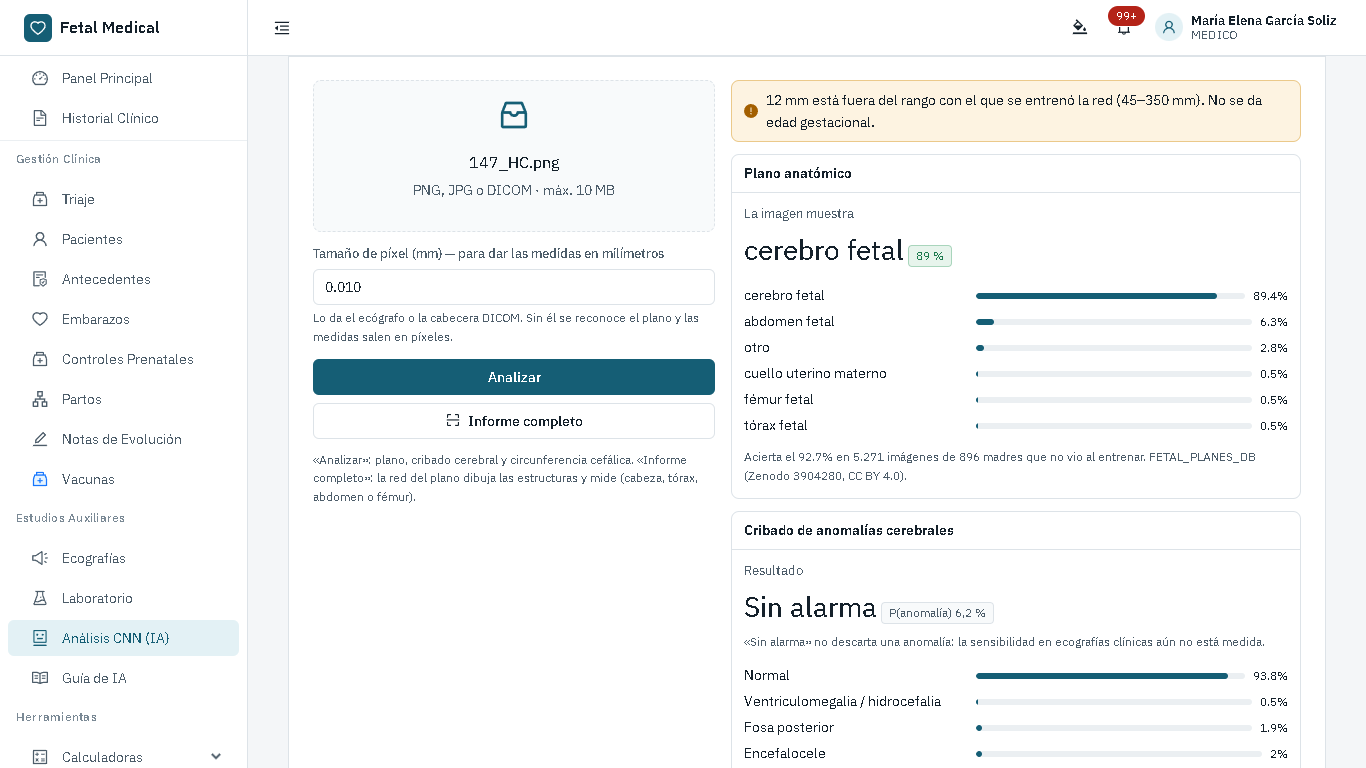 Fetal Medical
99+
María Elena García Soliz
MEDICO
Panel Principal
Historial Clínico
Gestión Clínica
Triaje
Pacientes
Antecedentes
Embarazos
Controles Prenatales
Partos
Notas de Evolución
Vacunas
Estudios Auxiliares
Ecografías
Laboratorio
Análisis CNN (IA)
Guía de IA
Herramientas
Calculadoras
147_HC.png
PNG, JPG o DICOM · máx. 10 MB
Tamaño de píxel (mm) — para dar las medidas en milímetros
0.010
Lo da el ecógrafo o la cabecera DICOM. Sin él se reconoce el plano y las
medidas salen en píxeles.
Analizar
Informe completo
«Analizar»: plano, cribado cerebral y circunferencia cefálica. «Informe
completo»: la red del plano dibuja las estructuras y mide (cabeza, tórax,
abdomen o fémur).
12 mm está fuera del rango con el que se entrenó la red (45–350 mm). No se da
edad gestacional.
Plano anatómico
La imagen muestra
cerebro fetal 89 %
cerebro fetal 89.4%
abdomen fetal 6.3%
otro 2.8%
cuello uterino materno 0.5%
fémur fetal 0.5%
tórax fetal 0.5%
Acierta el 92.7% en 5.271 imágenes de 896 madres que no vio al entrenar. FETAL_PLANES_DB
(Zenodo 3904280, CC BY 4.0).
Cribado de anomalías cerebrales
Resultado
Sin alarma P(anomalía) 6,2 %
«Sin alarma» no descarta una anomalía: la sensibilidad en ecografías clínicas aún no está medida.
Normal 93.8%
Ventriculomegalia / hidrocefalia 0.5%
Fosa posterior 1.9%
Encefalocele 2%